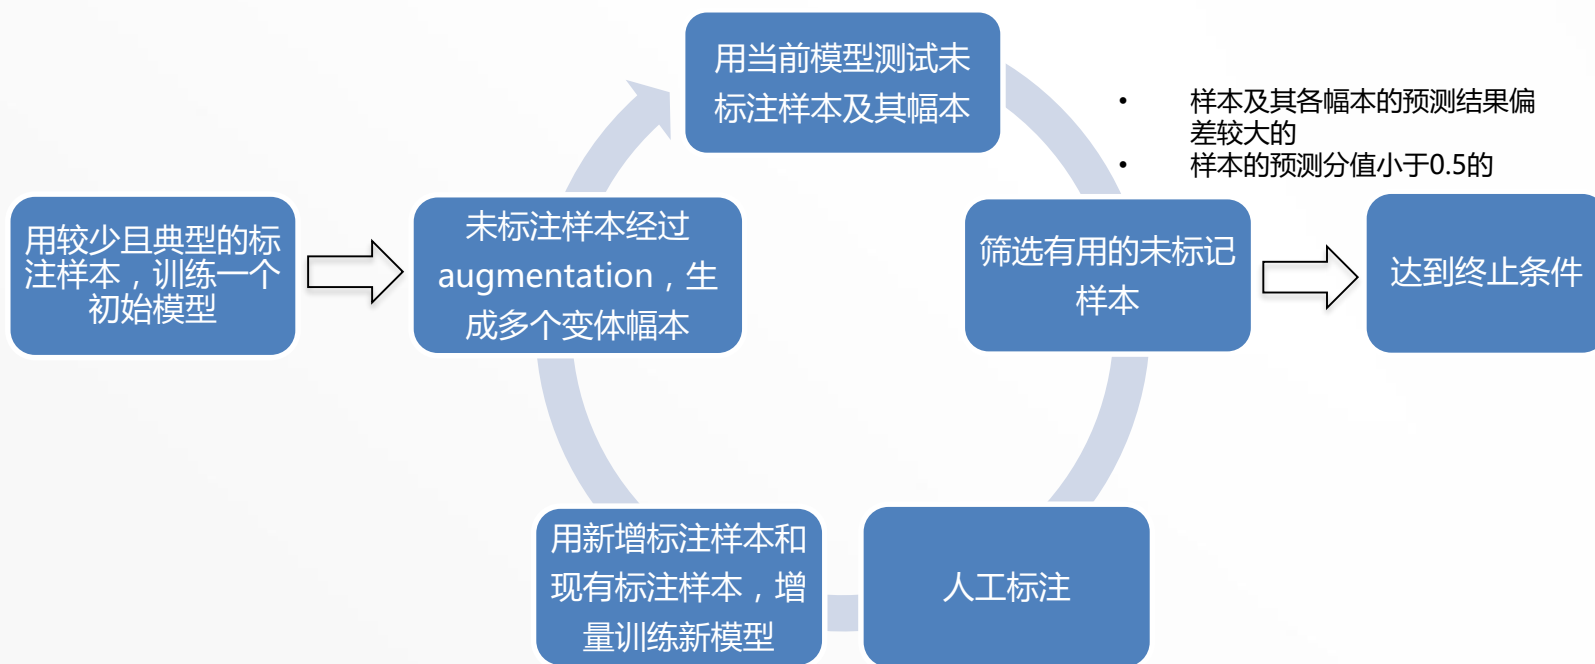 用当前模型测试未
标注样本及其幅本
• 样本及其各幅本的预测结果偏
差较大的
• 样本的预测分值小于0.5的
用较少且典型的标
注样本，训练一个
初始模型
未标注样本经过
augmentation，生
成多个变体幅本
筛选有用的未标记
样本
达到终止条件
用新增标注样本和
现有标注样本，增
量训练新模型
人工标注